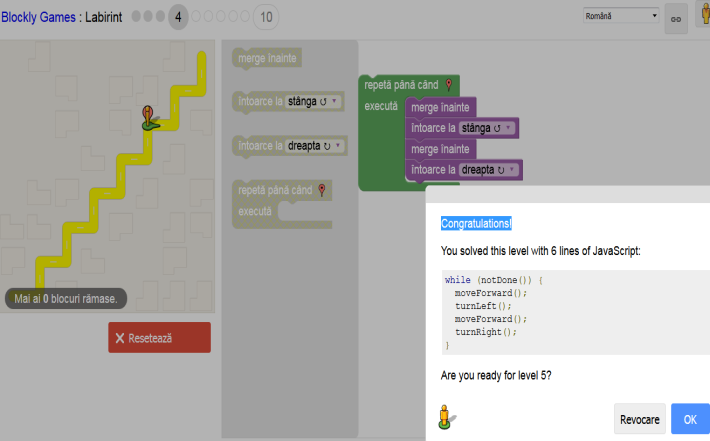 Blockly Games : Labirint 4 10
Română
merge înainte
întoarce la stânga ↺
întoarce la dreapta ↻
repetă până când
execută
repetă până când
execută
merge înainte
întoarce la stânga ↺
merge înainte
întoarce la dreapta ↻
Mai ai 0 blocuri rămase.
Resetează
Congratulations!
You solved this level with 6 lines of JavaScript:
while (notDone()) {
moveForward();
turnLeft();
moveForward();
turnRight();
}
Are you ready for level 5?
Revocare
OK